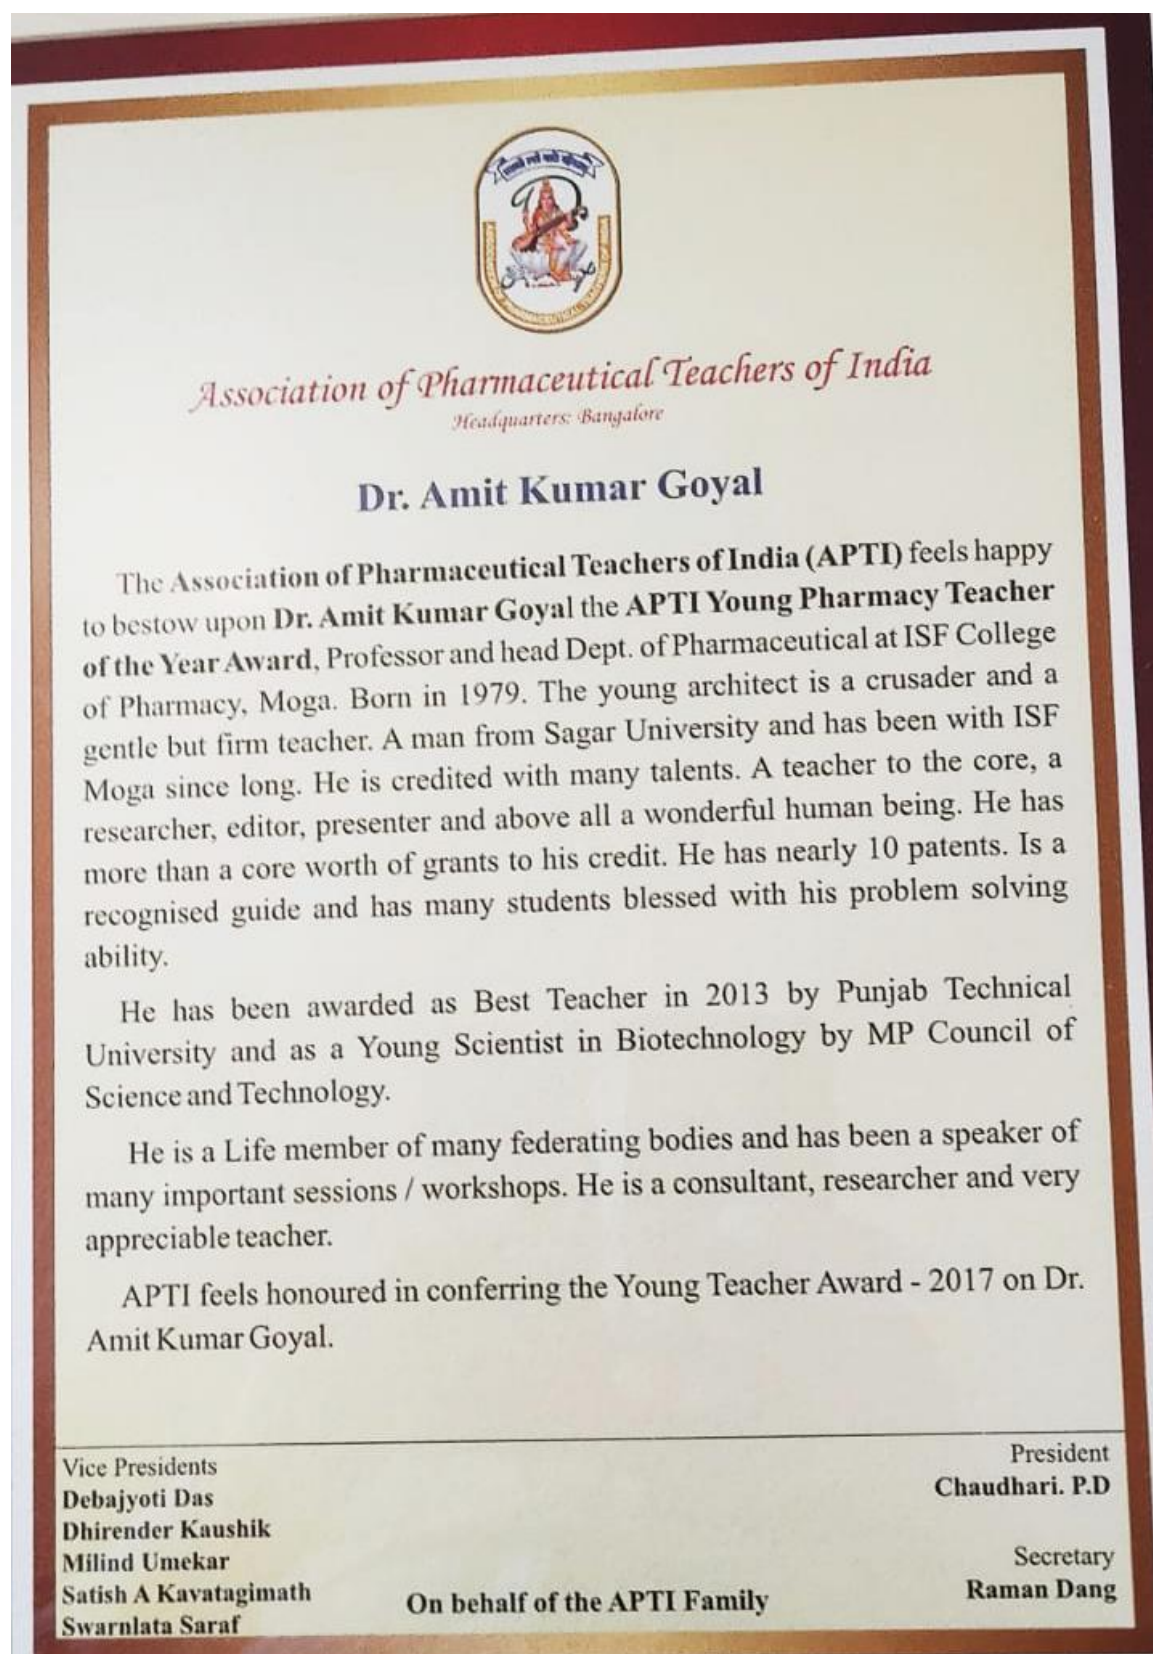 Association of Pharmaceutical Teachers of India
Headquarters: Bangalore
Dr. Amit Kumar Goyal
The Association of Pharmaceutical Teachers of India (APTI) feels happy
to bestow upon Dr. Amit Kumar Goyal the APTI Young Pharmacy Teacher
of the Year Award, Professor and head Dept. of Pharmaceutical at ISF College
of Pharmacy, Moga. Born in 1979. The young architect is a crusader and a
gentle but firm teacher. A man from Sagar University and has been with ISF
Moga since long. He is credited with many talents. A teacher to the core, a
researcher, editor, presenter and above all a wonderful human being. He has
more than a core worth of grants to his credit. He has nearly 10 patents. Is a
recognised guide and has many students blessed with his problem solving
ability.
He has been awarded as Best Teacher in 2013 by Punjab Technical
University and as a Young Scientist in Biotechnology by MP Council of
Science and Technology.
He is a Life member of many federating bodies and has been a speaker of
many important sessions / workshops. He is a consultant, researcher and very
appreciable teacher.
APTI feels honoured in conferring the Young Teacher Award - 2017 on Dr.
Amit Kumar Goyal.
Vice Presidents
Debajyoti Das
Dhirender Kaushik
Milind Umekar
Satish A Kavatagimath
Swarnlata Saraf
On behalf of the APTI Family
President
Chaudhari. P.D
Secretary
Raman Dang